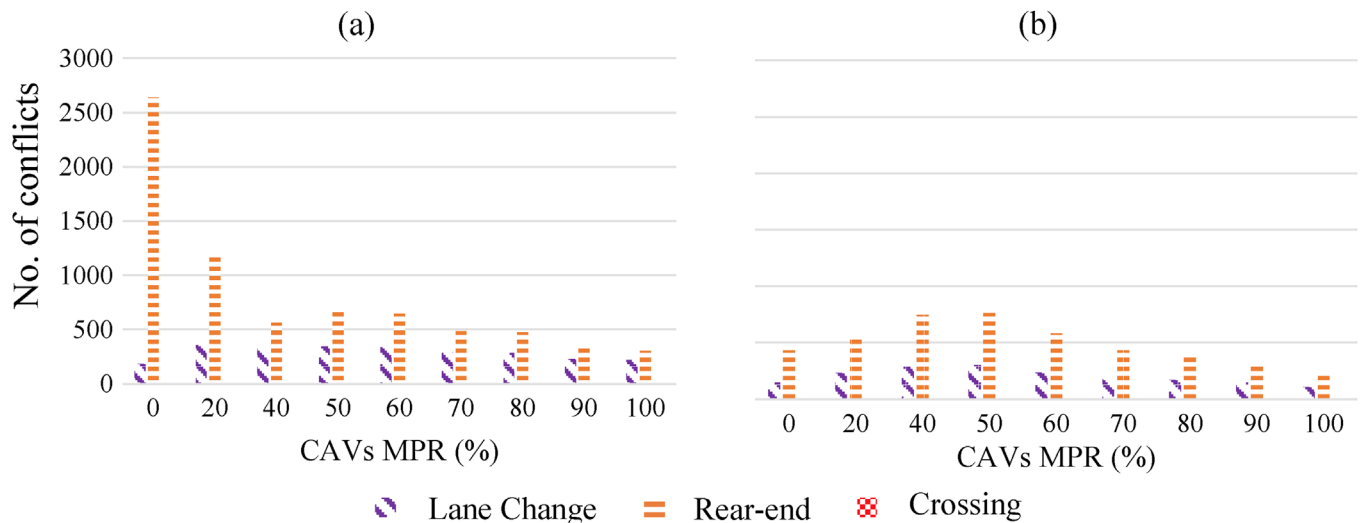 (a)
(b)
3000
2500
2000
1500
1000
500
0
No. of conflicts
0 20 40 50 60 70 80 90 100
0 20 40 50 60 70 80 90 100
CAVs MPR (%)
CAVs MPR (%)
Lane Change Rear-end Crossing